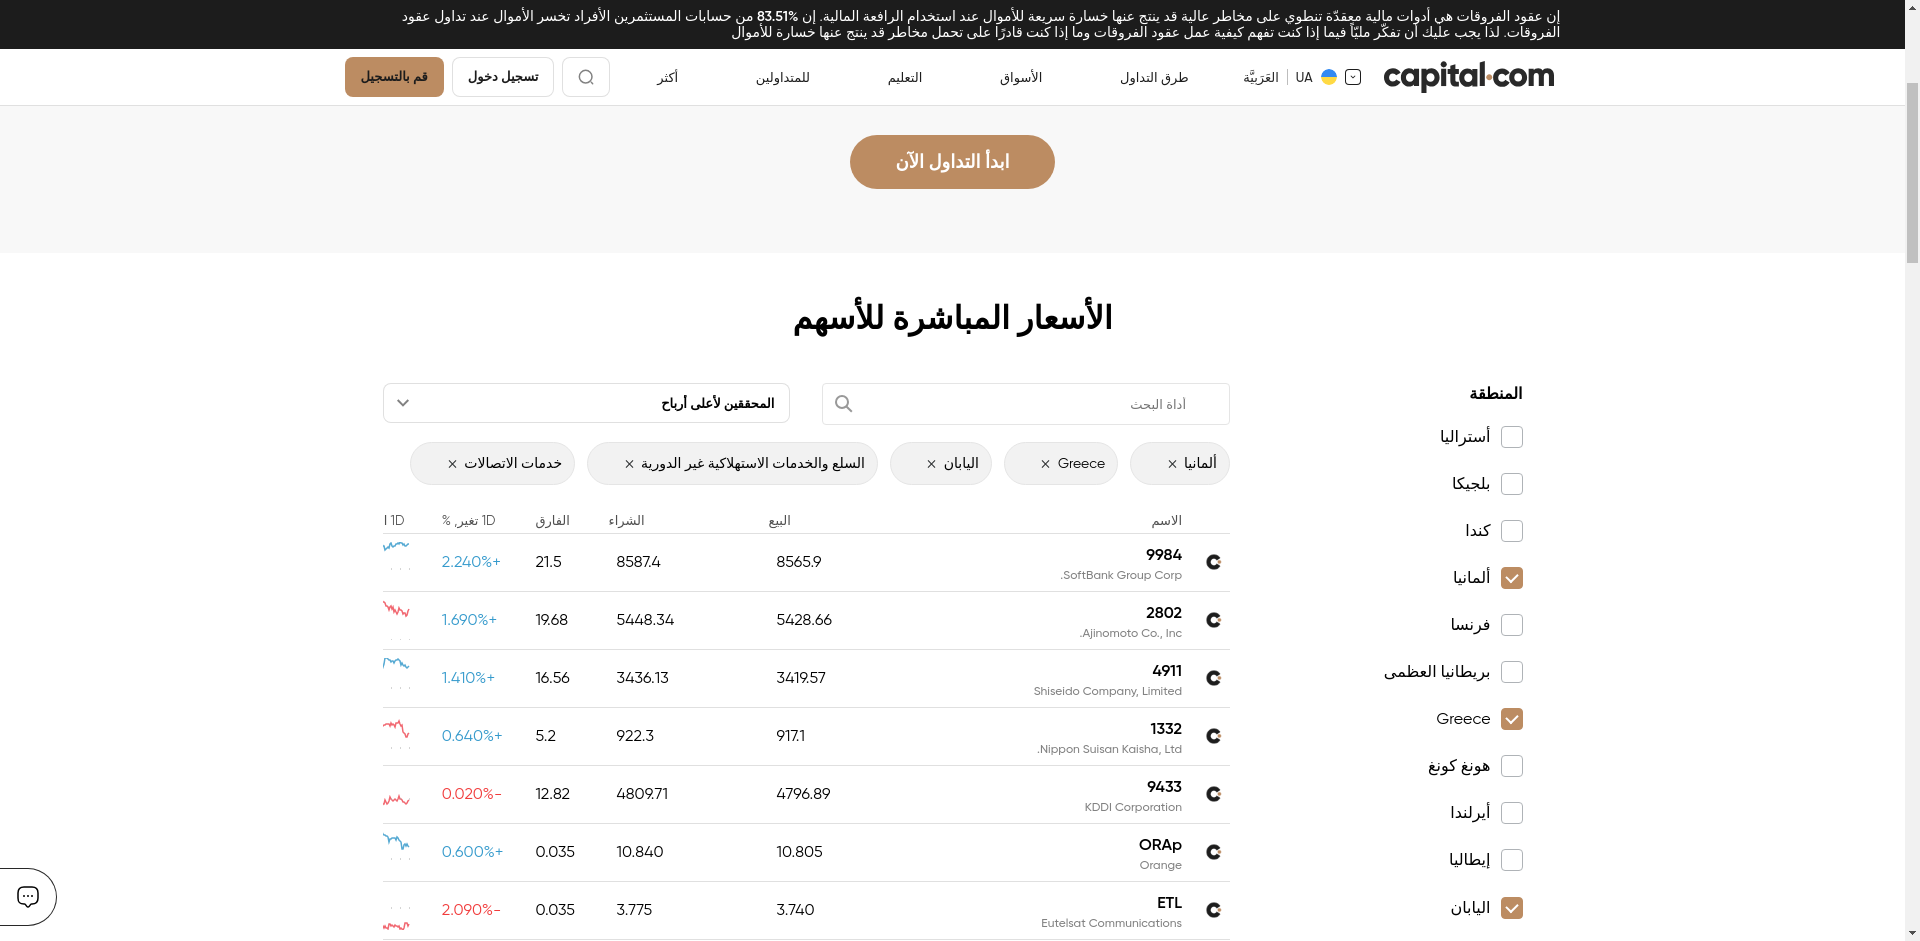 إن عقود الفروقات هي أدوات مالية معقدّة تنطوي على مخاطر عالية قد ينتج عنها خسارة سريعة للأموال عند استخدام الرافعة المالية. إن 83.51% من حسابات المستثمرين الأفراد تخسر الأموال عند تداول عقود
الفروقات. لذا يجب عليك أن تفكّر مليّاً فيما إذا كنت تفهم كيفية عمل عقود الفروقات وما إذا كنت قادرًا على تحمل مخاطر قد ينتج عنها خسارة للأموال
capital.com UA العَرَبِيَّة طرق التداول الأسواق التعليم للمتداولين أكثر تسجيل دخول قم بالتسجيل
ابدأ التداول الآن
الأسعار المباشرة للأسهم
المنطقة
أستراليا
بلجيكا
كندا
ألمانيا
فرنسا
بريطانيا العظمى
Greece
هونغ كونغ
أيرلندا
إيطاليا
اليابان
أداة البحث
المحققين لأعلى أرباح
ألمانيا × Greece × اليابان × السلع والخدمات الاستهلاكية غير الدورية × خدمات الاتصالات ×
الاسم البيع الشراء الفارق 1D تغير, % 1D ا
9984 8565.9 8587.4 21.5 2.240%+
SoftBank Group Corp.
2802 5428.66 5448.34 19.68 1.690%+
Ajinomoto Co., Inc.
4911 3419.57 3436.13 16.56 1.410%+
Shiseido Company, Limited
1332 917.1 922.3 5.2 0.640%+
Nippon Suisan Kaisha, Ltd.
9433 4796.89 4809.71 12.82 0.020%-
KDDI Corporation
ORAp 10.805 10.840 0.035 0.600%+
Orange
ETL 3.740 3.775 0.035 2.090%-
Eutelsat Communications